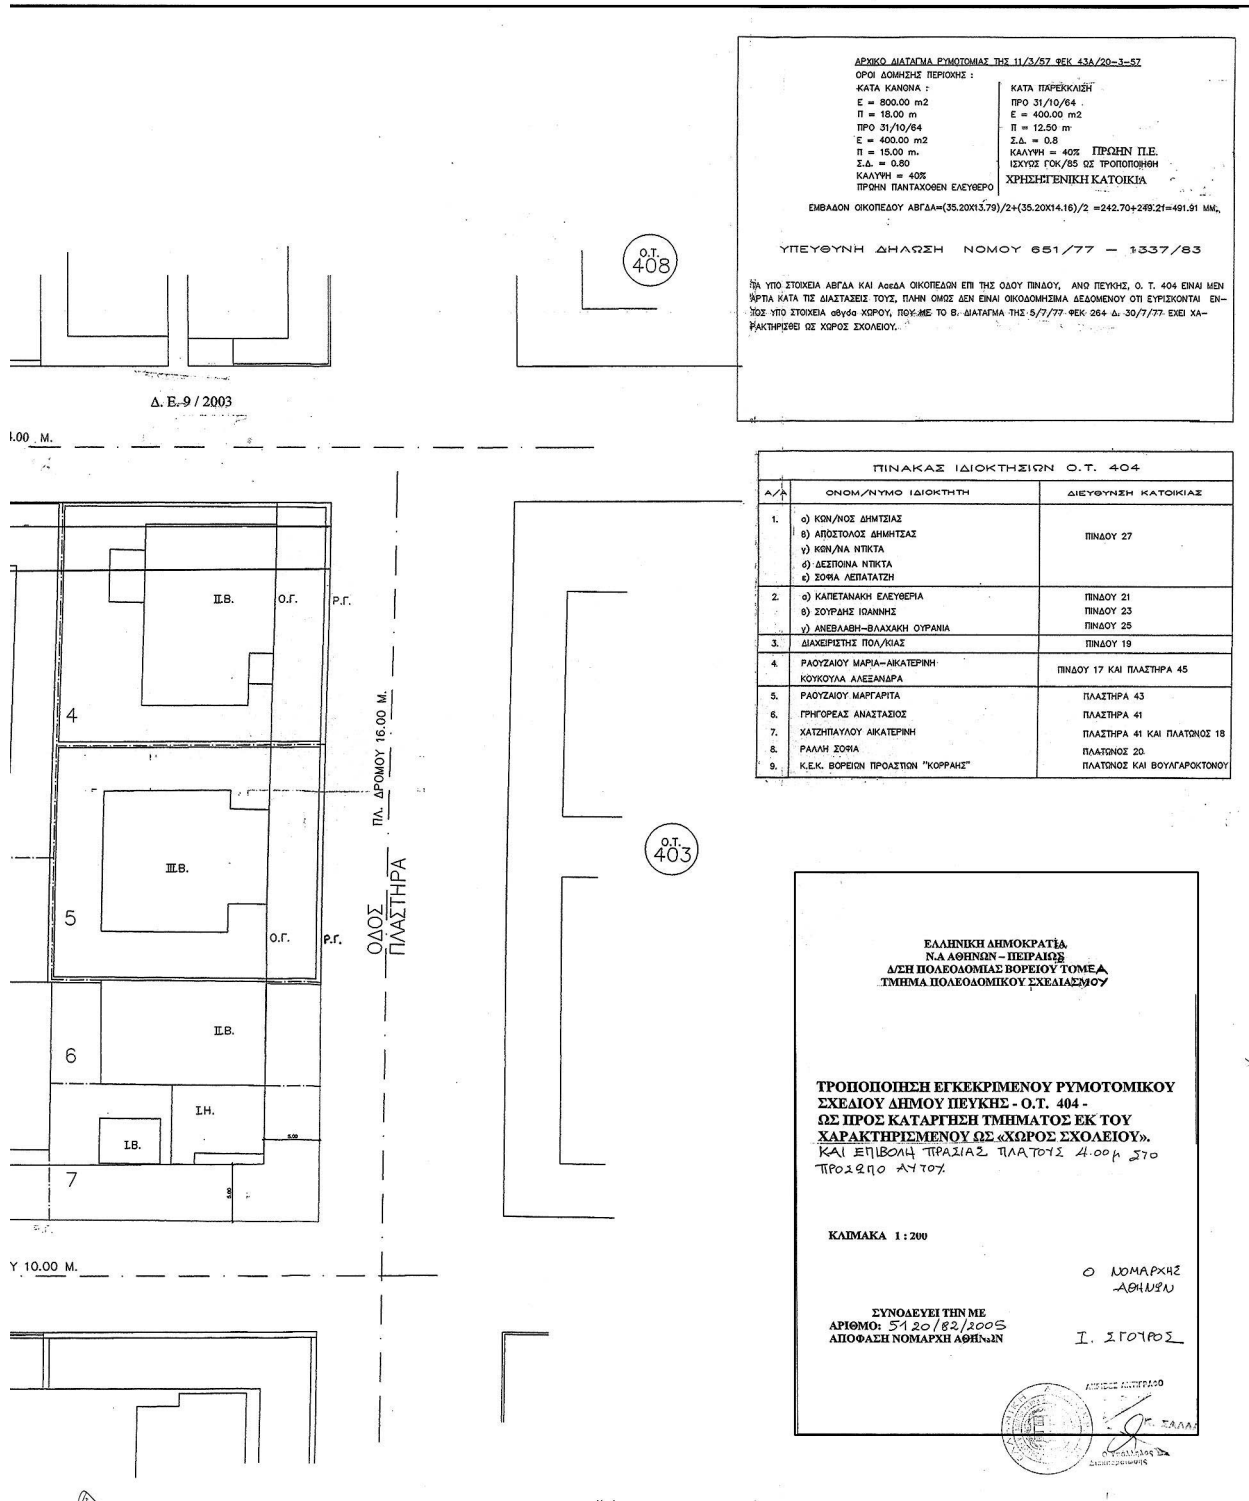 ΑΡΧΙΚΟ ΔΙΑΤΑΓΜΑ ΡΥΜΟΤΟΜΙΑΣ ΤΗΣ 11/3/57 ΦΕΚ 43Α/20-3-57
ΟΡΟΙ ΔΟΜΗΣΗΣ ΠΕΡΙΟΧΗΣ :
ΚΑΤΑ ΚΑΝΟΝΑ :
Ε = 800.00 m2
Π = 18.00 m
ΠΡΟ 31/10/64
Ε = 400.00 m2
Π = 15.00 m.
Σ.Δ. = 0.80
ΚΑΛΥΨΗ = 40%
ΠΡΩΗΝ ΠΑΝΤΑΧΟΘΕΝ ΕΛΕΥΘΕΡΟ
ΚΑΤΑ ΠΑΡΕΚΚΛΙΣΗ
ΠΡΟ 31/10/64
Ε = 400.00 m2
Π = 12.50 m
Σ.Δ. = 0.8
ΚΑΛΥΨΗ = 40% ΠΡΩΗΝ Π.Ε.
ΙΣΧΥΟΣ ΓΟΚ/85 ΩΣ ΤΡΟΠΟΠΟΙΗΘΗ
ΧΡΗΣΗ:ΓΕΝΙΚΗ ΚΑΤΟΙΚΙΑ
ΕΜΒΑΔΟΝ ΟΙΚΟΠΕΔΟΥ ΑΒΓΔΑ=(35.20Χ13.79)/2+(35.20Χ14.16)/2 =242.70+249.21=491.91 ΜΜ.
ΥΠΕΥΘΥΝΗ ΔΗΛΩΣΗ ΝΟΜΟΥ 651/77 – 1337/83
ΤΑ ΥΠΟ ΣΤΟΙΧΕΙΑ ΑΒΓΔΑ ΚΑΙ ΑσεΔΑ ΟΙΚΟΠΕΔΩΝ ΕΠΙ ΤΗΣ ΟΔΟΥ ΠΙΝΔΟΥ, ΑΝΩ ΠΕΥΚΗΣ, Ο. Τ. 404 ΕΙΝΑΙ ΜΕΝ
ΑΡΤΙΑ ΚΑΤΑ ΤΙΣ ΔΙΑΣΤΑΣΕΙΣ ΤΟΥΣ, ΠΛΗΝ ΟΜΩΣ ΔΕΝ ΕΙΝΑΙ ΟΙΚΟΔΟΜΗΣΙΜΑ ΔΕΔΟΜΕΝΟΥ ΟΤΙ ΕΥΡΙΣΚΟΝΤΑΙ ΕΝ-
ΤΟΣ ΥΠΟ ΣΤΟΙΧΕΙΑ αβγδα ΧΩΡΟΥ, ΠΟΥ ΜΕ ΤΟ Β. ΔΙΑΤΑΓΜΑ ΤΗΣ 5/7/77 ΦΕΚ 264 Δ. 30/7/77 ΕΧΕΙ ΧΑ-
ΡΑΚΤΗΡΙΣΘΕΙ ΩΣ ΧΩΡΟΣ ΣΧΟΛΕΙΟΥ.
Ο.Τ.
408
Δ. Ε. 9 / 2003
.00 Μ.
ΠΙΝΑΚΑΣ ΙΔΙΟΚΤΗΣΙΩΝ Ο.Τ. 404
Α/Α ΟΝΟΜ/ΝΥΜΟ ΙΔΙΟΚΤΗΤΗ ΔΙΕΥΘΥΝΣΗ ΚΑΤΟΙΚΙΑΣ
1. α) ΚΩΝ/ΝΟΣ ΔΗΜΤΣΙΑΣ
β) ΑΠΟΣΤΟΛΟΣ ΔΗΜΗΤΣΑΣ ΠΙΝΔΟΥ 27
γ) ΚΩΝ/ΝΑ ΝΤΙΚΤΑ
δ) ΔΕΣΠΟΙΝΑ ΝΤΙΚΤΑ
ε) ΣΟΦΙΑ ΛΕΠΑΤΑΤΖΗ
2. α) ΚΑΠΕΤΑΝΑΚΗ ΕΛΕΥΘΕΡΙΑ ΠΙΝΔΟΥ 21
β) ΣΟΥΡΔΗΣ ΙΩΑΝΝΗΣ ΠΙΝΔΟΥ 23
γ) ΑΝΕΒΛΑΒΗ-ΒΛΑΧΑΚΗ ΟΥΡΑΝΙΑ ΠΙΝΔΟΥ 25
3. ΔΙΑΧΕΙΡΙΣΤΗΣ ΠΟΛ/ΚΙΑΣ ΠΙΝΔΟΥ 19
4. ΡΑΟΥΖΑΙΟΥ ΜΑΡΙΑ-ΑΙΚΑΤΕΡΙΝΗ ΠΙΝΔΟΥ 17 ΚΑΙ ΠΛΑΣΤΗΡΑ 45
ΚΟΥΚΟΥΛΑ ΑΛΕΞΑΝΔΡΑ
5. ΡΑΟΥΖΑΙΟΥ ΜΑΡΓΑΡΙΤΑ ΠΛΑΣΤΗΡΑ 43
6. ΓΡΗΓΟΡΕΑΣ ΑΝΑΣΤΑΣΙΟΣ ΠΛΑΣΤΗΡΑ 41
7. ΧΑΤΖΗΠΑΥΛΟΥ ΑΙΚΑΤΕΡΙΝΗ ΠΛΑΣΤΗΡΑ 41 ΚΑΙ ΠΛΑΤΩΝΟΣ 18
8. ΡΑΛΛΗ ΣΟΦΙΑ ΠΛΑΤΩΝΟΣ 20
9. Κ.Ε.Κ. ΒΟΡΕΙΩΝ ΠΡΟΑΣΤΙΩΝ "ΚΟΡΡΑΗΣ" ΠΛΑΤΩΝΟΣ ΚΑΙ ΒΟΥΛΓΑΡΟΚΤΟΝΟΥ
ΙΙ.Β. Ο.Γ. Ρ.Γ.
4
ΠΛ. ΔΡΟΜΟΥ 16.00 Μ.
ΟΔΟΣ
ΠΛΑΣΤΗΡΑ
ΙΙΙ.Β.
5
Ο.Γ. Ρ.Γ.
Ο.Τ.
403
ΙΙ.Β.
6
Ι.Η.
Ι.Β.
5.00
7
5.00
Ρ.Γ.
Υ 10.00 Μ.
ΕΛΛΗΝΙΚΗ ΔΗΜΟΚΡΑΤΙΑ
Ν.Α ΑΘΗΝΩΝ – ΠΕΙΡΑΙΩΣ
Δ/ΣΗ ΠΟΛΕΟΔΟΜΙΑΣ ΒΟΡΕΙΟΥ ΤΟΜΕΑ
ΤΜΗΜΑ ΠΟΛΕΟΔΟΜΙΚΟΥ ΣΧΕΔΙΑΣΜΟΥ
ΤΡΟΠΟΠΟΙΗΣΗ ΕΓΚΕΚΡΙΜΕΝΟΥ ΡΥΜΟΤΟΜΙΚΟΥ
ΣΧΕΔΙΟΥ ΔΗΜΟΥ ΠΕΥΚΗΣ - Ο.Τ. 404 -
ΩΣ ΠΡΟΣ ΚΑΤΑΡΓΗΣΗ ΤΜΗΜΑΤΟΣ ΕΚ ΤΟΥ
ΧΑΡΑΚΤΗΡΙΣΜΕΝΟΥ ΩΣ «ΧΩΡΟΣ ΣΧΟΛΕΙΟΥ».
ΚΑΙ ΕΠΙΒΟΛΗ ΠΡΑΣΙΑΣ ΠΛΑΤΟΥΣ 4.00μ ΣΤΟ
ΠΡΟΣΩΠΟ ΑΥΤΟΥ.
ΚΛΙΜΑΚΑ 1 : 200
Ο ΝΟΜΑΡΧΗΣ
ΑΘΗΝΩΝ
ΣΥΝΟΔΕΥΕΙ ΤΗΝ ΜΕ
ΑΡΙΘΜΟ: 5120/82/2005
ΑΠΟΦΑΣΗ ΝΟΜΑΡΧΗ ΑΘΗΝΩΝ
Ι. ΣΓΟΥΡΟΣ
ΑΚΡΙΒΕΣ ΑΝΤΙΓΡΑΦΟ